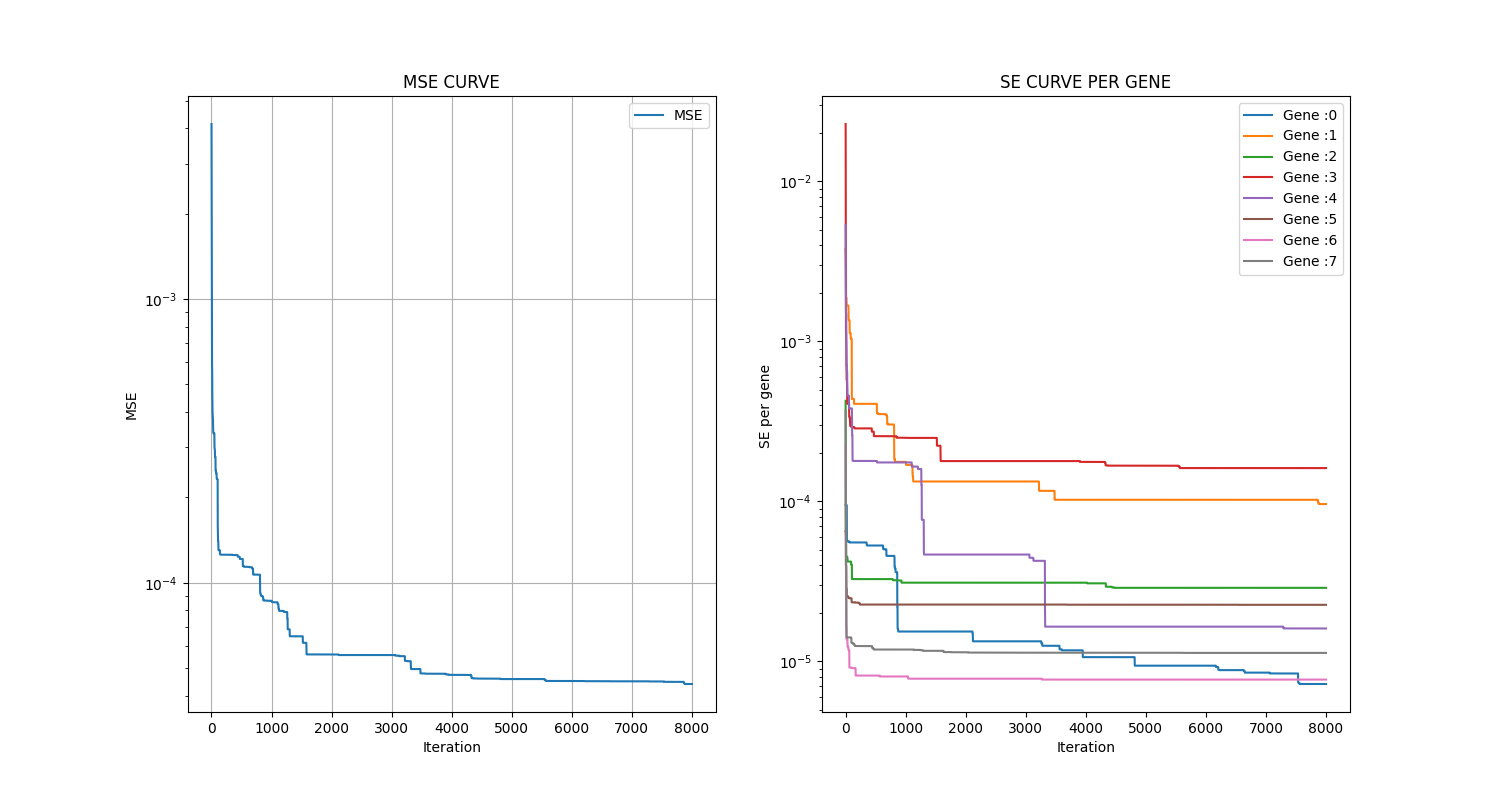 MSE CURVE
MSE
10⁻³
10⁻⁴
MSE
0 1000 2000 3000 4000 5000 6000 7000 8000
Iteration
SE CURVE PER GENE
Gene :0
Gene :1
Gene :2
Gene :3
Gene :4
Gene :5
Gene :6
Gene :7
10⁻²
10⁻³
10⁻⁴
10⁻⁵
SE per gene
0 1000 2000 3000 4000 5000 6000 7000 8000
Iteration